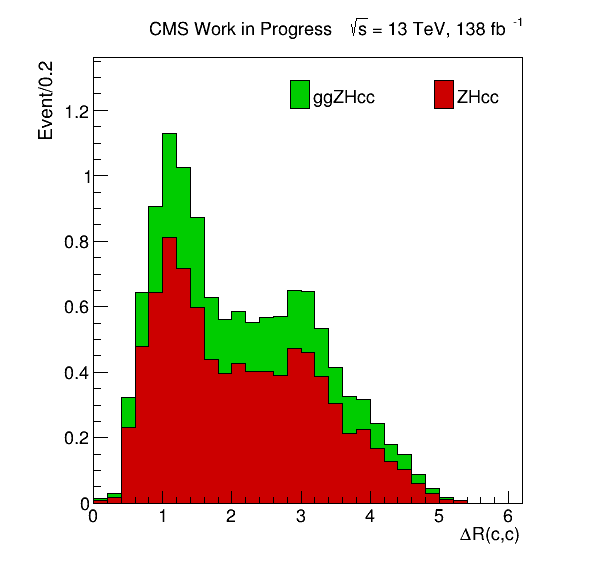 CMS Work in Progress √s = 13 TeV, 138 fb⁻¹
Event/0.2
ggZHcc ZHcc
1.2
1
0.8
0.6
0.4
0.2
0
0 1 2 3 4 5 6
ΔR(c,c)